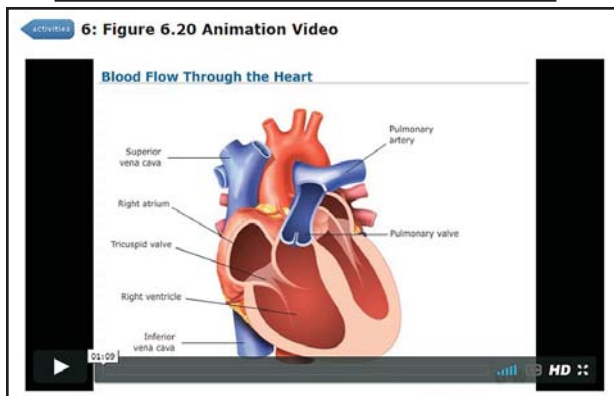 activities 6: Figure 6.20 Animation Video
Blood Flow Through the Heart
Pulmonary
artery
Superior
vena cava
Right atrium
Pulmonary valve
Tricuspid valve
Right ventricle
Inferior
vena cava
01:09
HD